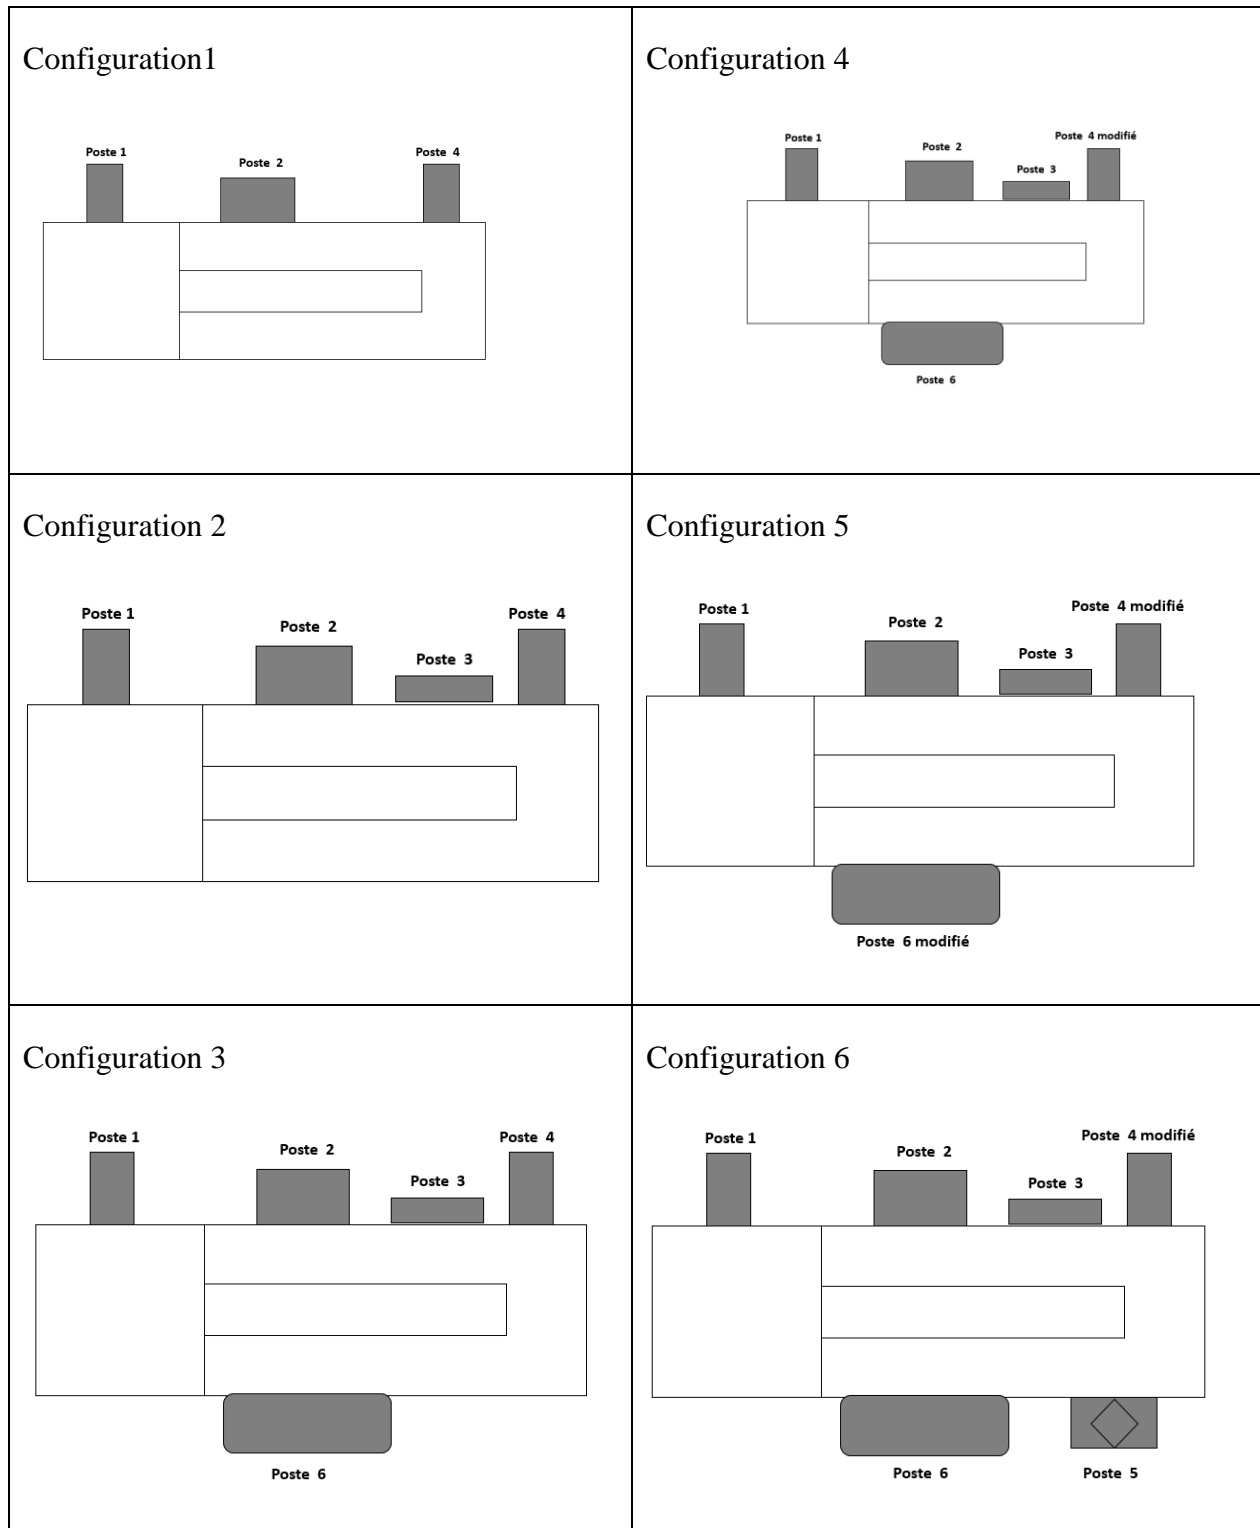 Configuration1
Poste 1
Poste 2
Poste 4
Configuration 4
Poste 1
Poste 2
Poste 3
Poste 4 modifié
Poste 6
Configuration 2
Poste 1
Poste 2
Poste 3
Poste 4
Configuration 5
Poste 1
Poste 2
Poste 3
Poste 4 modifié
Poste 6 modifié
Configuration 3
Poste 1
Poste 2
Poste 3
Poste 4
Poste 6
Configuration 6
Poste 1
Poste 2
Poste 3
Poste 4 modifié
Poste 6
Poste 5